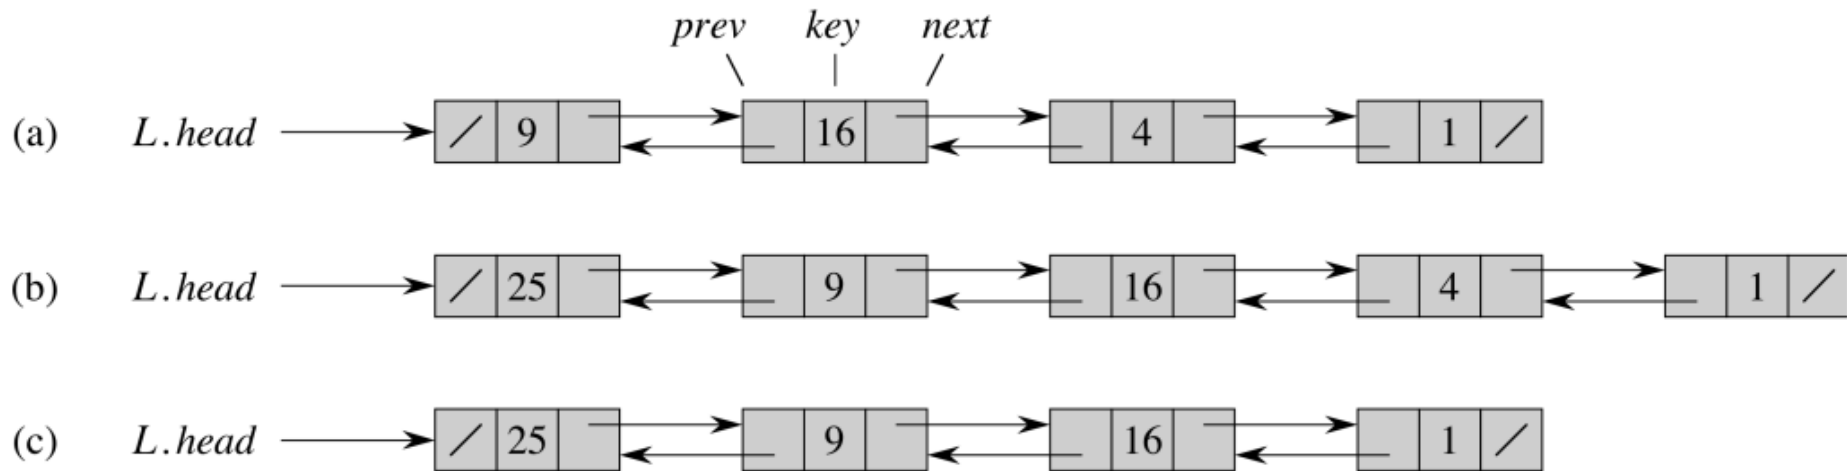 prev key next
(a) L.head / 9 16 4 1 /
(b) L.head / 25 9 16 4 1 /
(c) L.head / 25 9 16 1 /